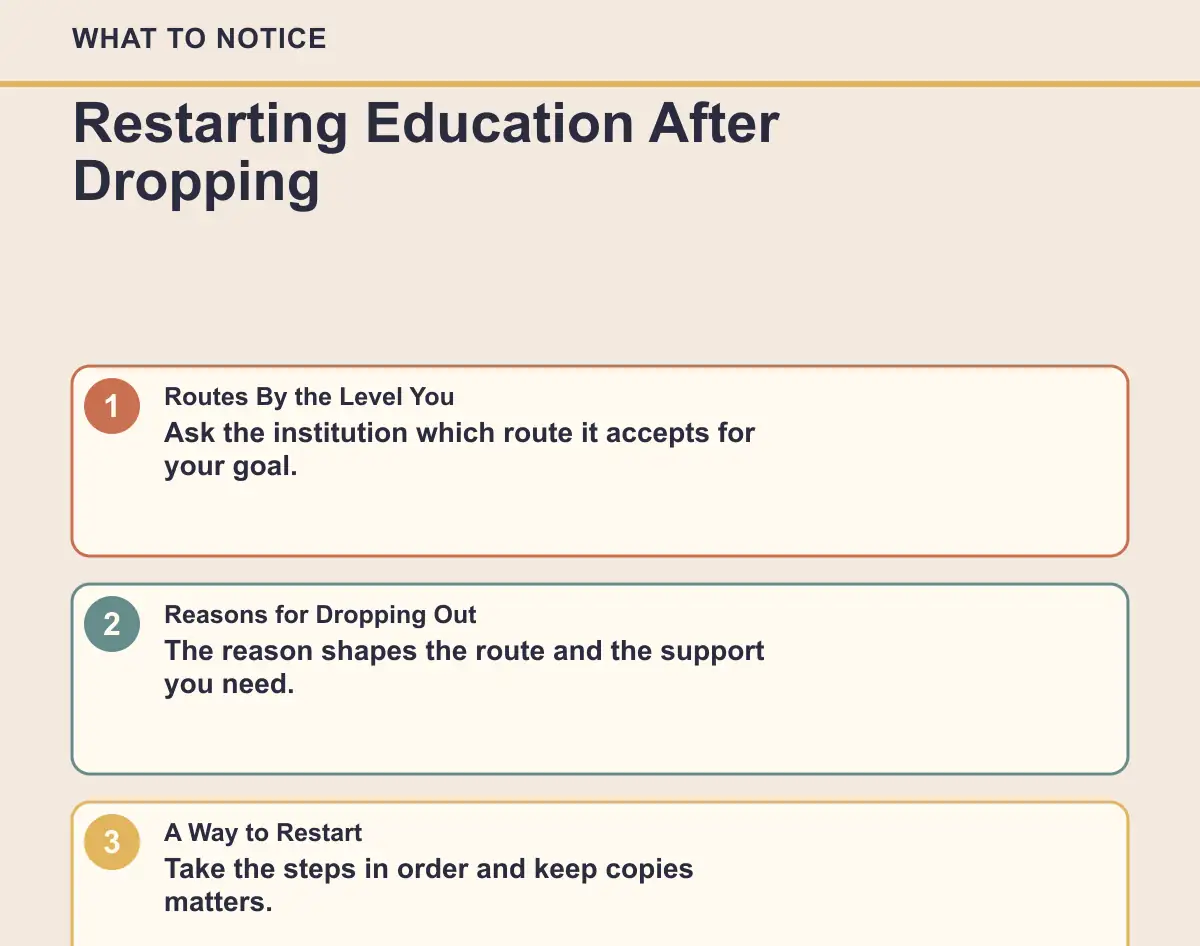 WHAT TO NOTICE
Restarting Education After
Dropping
1
Routes By the Level You
Ask the institution which route it accepts for
your goal.
2
Reasons for Dropping Out
The reason shapes the route and the support
you need.
3
A Way to Restart
Take the steps in order and keep copies
matters.